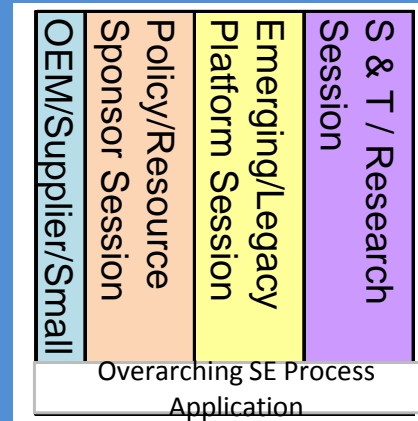 OEM/Supplier/Small
Policy/Resource
Sponsor Session
Emerging/Legacy
Platform Session
S & T / Research
Session
Overarching SE Process
Application